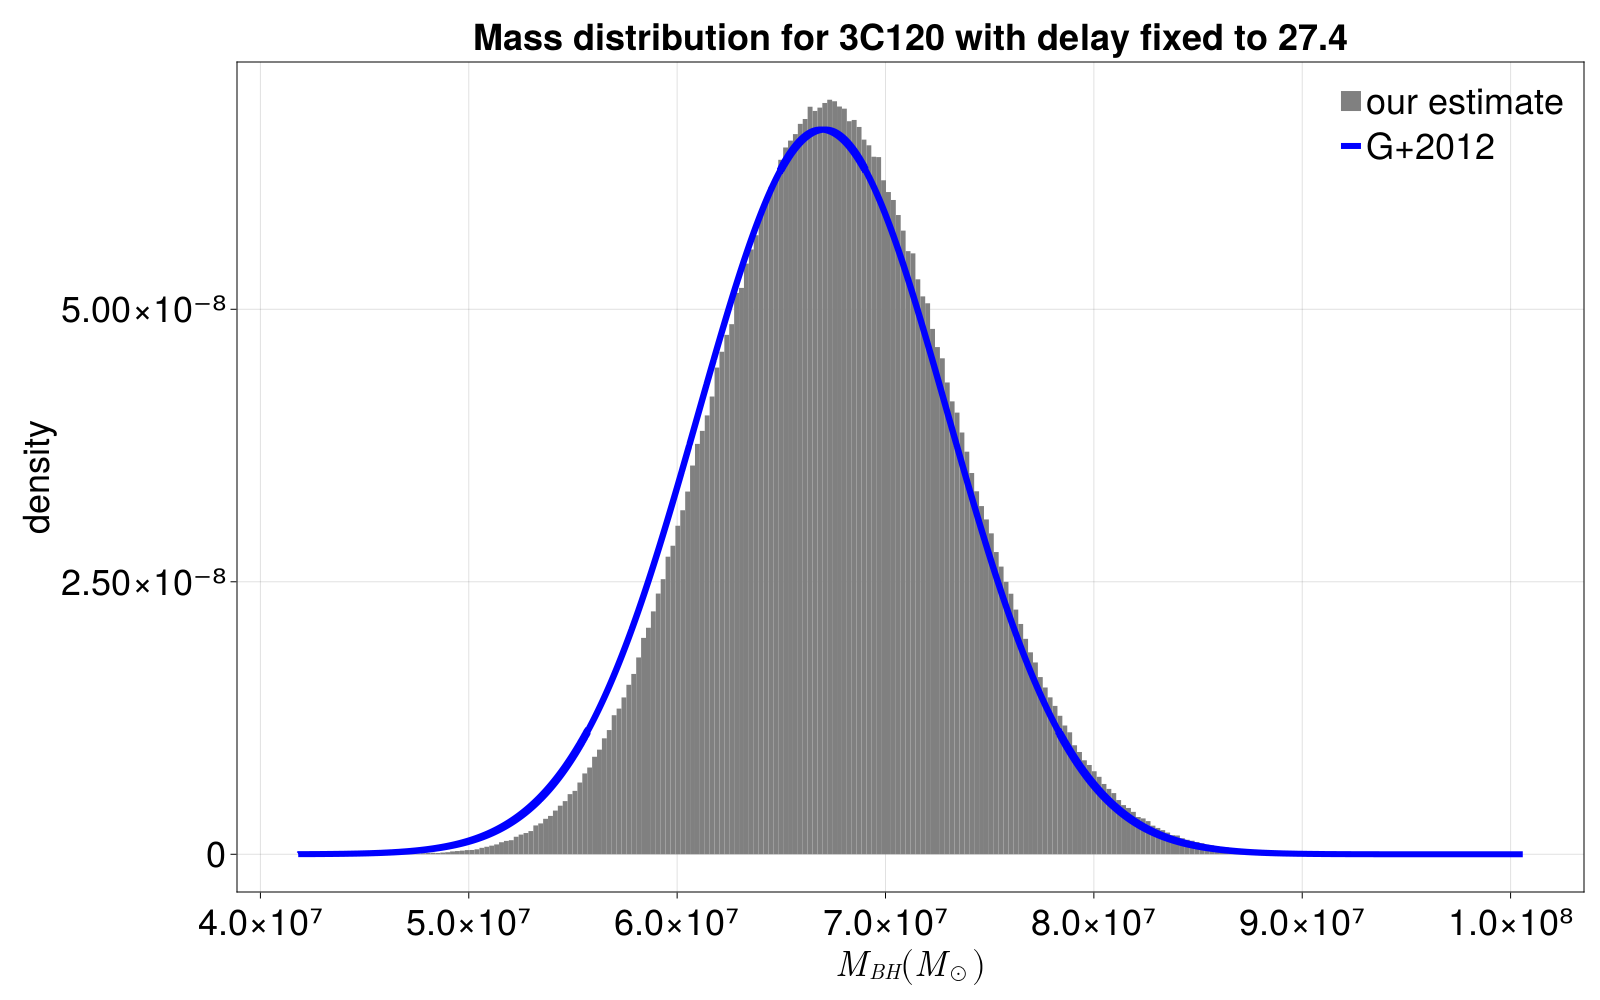 Mass distribution for 3C120 with delay fixed to 27.4
our estimate
G+2012
5.00×10⁻⁸
2.50×10⁻⁸
0
density
4.0×10⁷ 5.0×10⁷ 6.0×10⁷ 7.0×10⁷ 8.0×10⁷ 9.0×10⁷ 1.0×10⁸
M_BH(M_⊙)